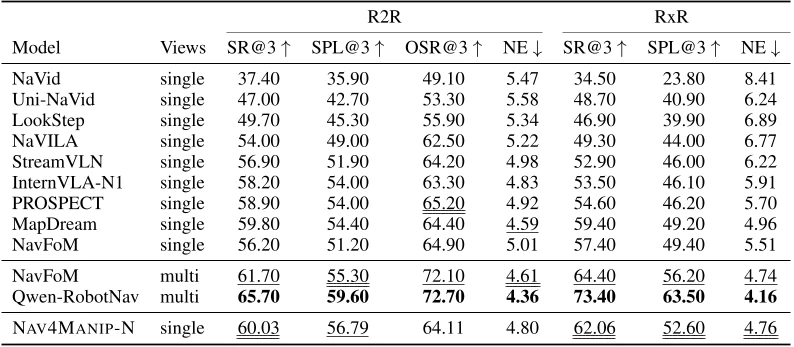 R2R RxR
Model Views SR@3 ↑ SPL@3 ↑ OSR@3 ↑ NE ↓ SR@3 ↑ SPL@3 ↑ NE ↓
NaVid single 37.40 35.90 49.10 5.47 34.50 23.80 8.41
Uni-NaVid single 47.00 42.70 53.30 5.58 48.70 40.90 6.24
LookStep single 49.70 45.30 55.90 5.34 46.90 39.90 6.89
NaVILA single 54.00 49.00 62.50 5.22 49.30 44.00 6.77
StreamVLN single 56.90 51.90 64.20 4.98 52.90 46.00 6.22
InternVLA-N1 single 58.20 54.00 63.30 4.83 53.50 46.10 5.91
PROSPECT single 58.90 54.00 65.20 4.92 54.60 46.20 5.70
MapDream single 59.80 54.40 64.40 4.59 59.40 49.20 4.96
NavFoM single 56.20 51.20 64.90 5.01 57.40 49.40 5.51
NavFoM multi 61.70 55.30 72.10 4.61 64.40 56.20 4.74
Qwen-RobotNav multi 65.70 59.60 72.70 4.36 73.40 63.50 4.16
NAV4MANIP-N single 60.03 56.79 64.11 4.80 62.06 52.60 4.76